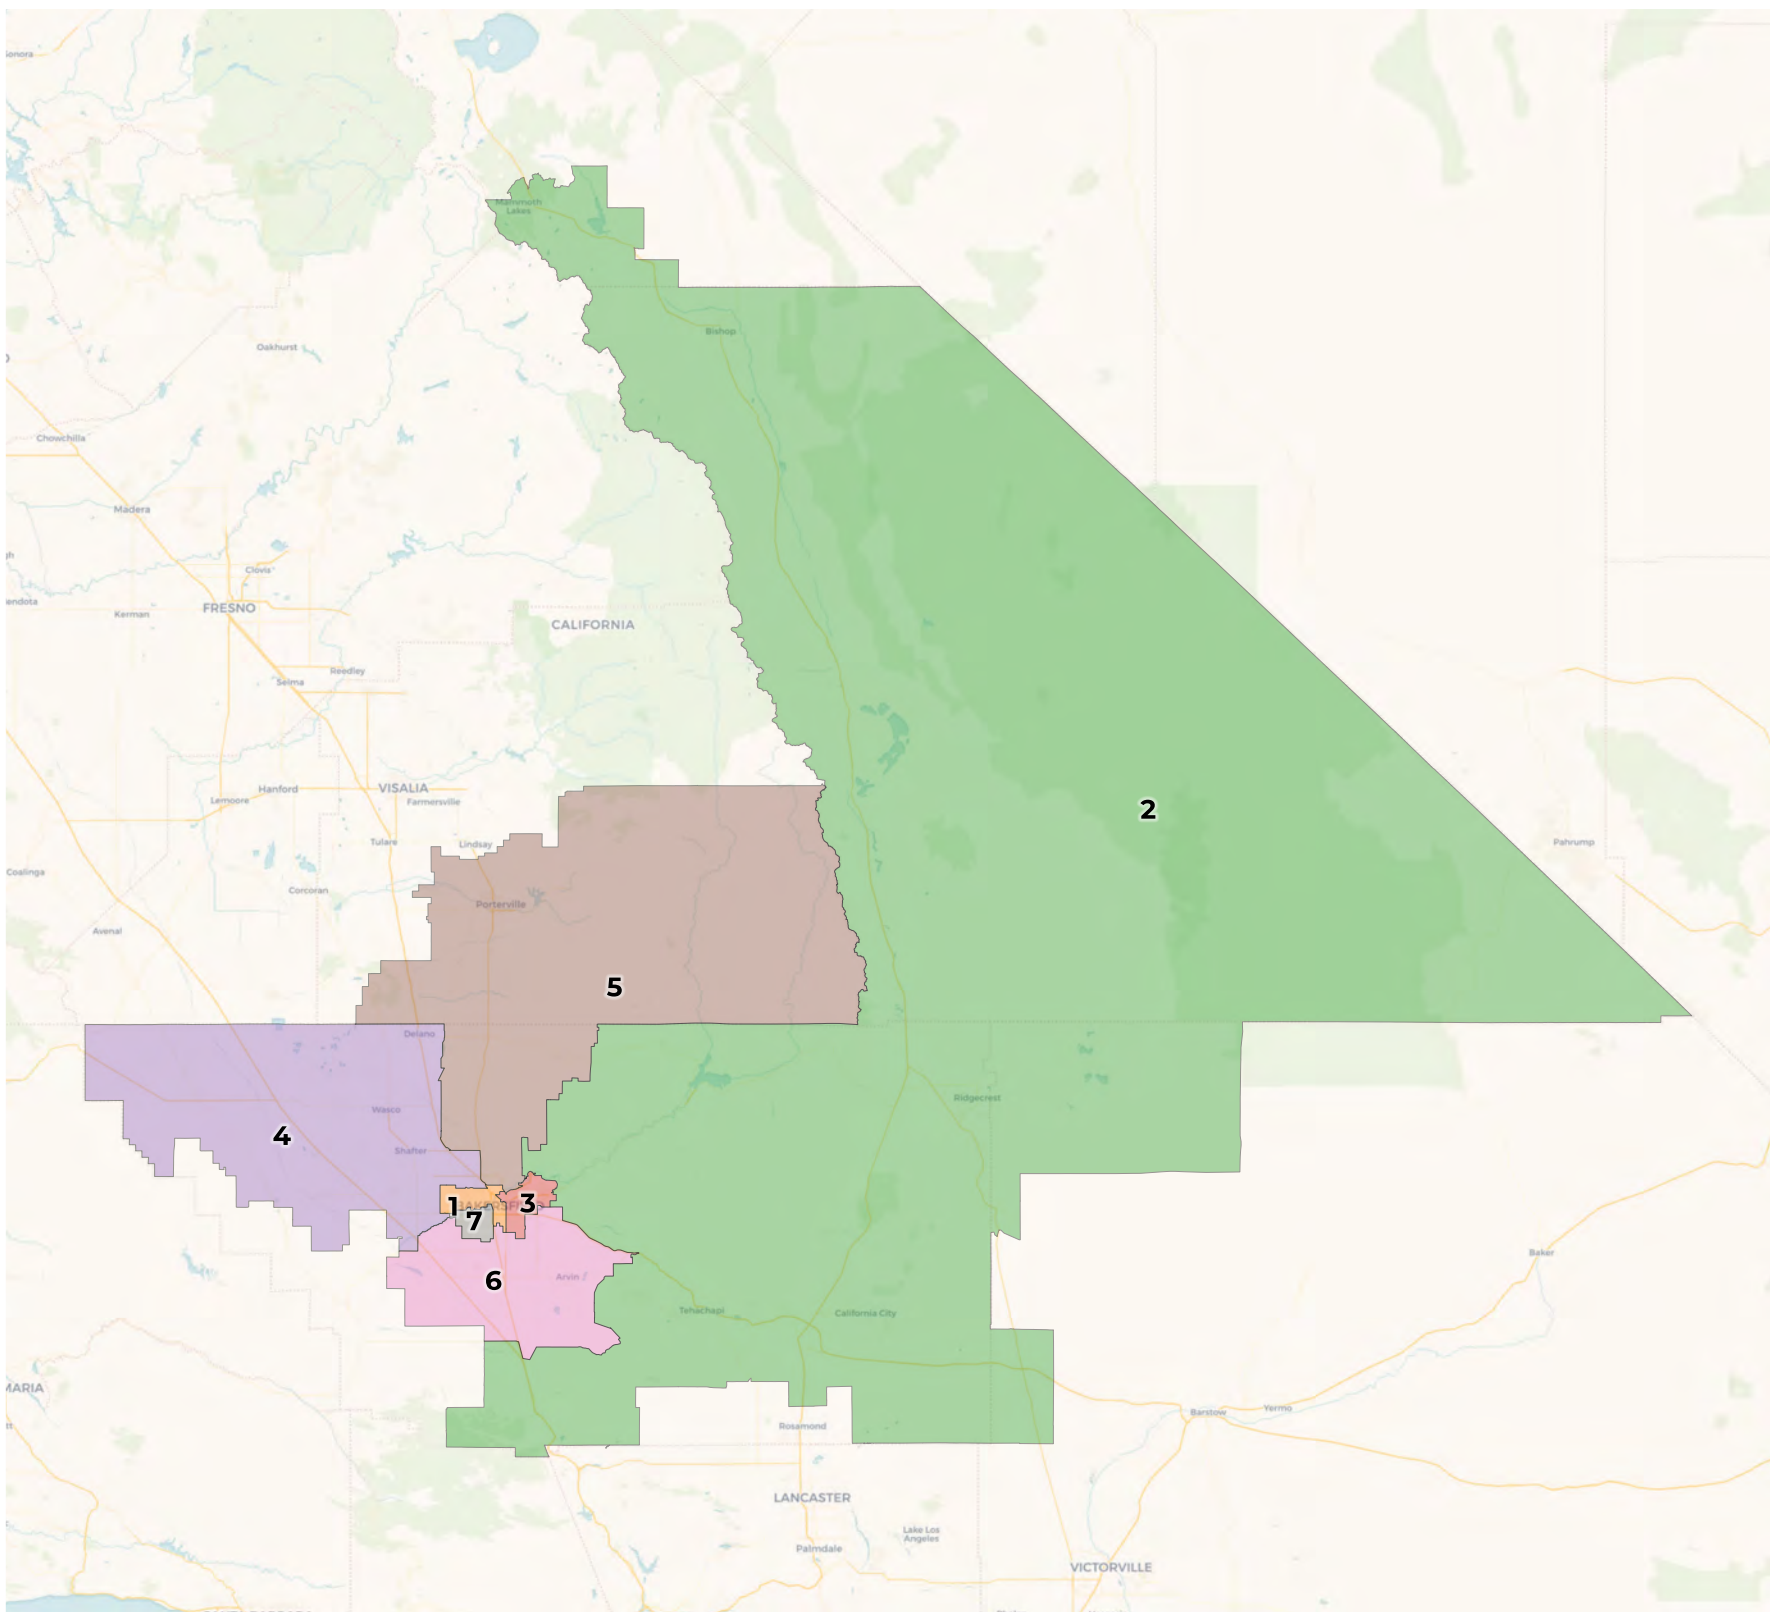 Sonora
Mammoth
Lakes
Bishop
Oakhurst
Chowchilla
Madera
Clovis
endota
Kerman
FRESNO
CALIFORNIA
Reedley
Selma
Hanford
VISALIA
Lemoore
Farmersville
2
Tulare
Lindsay
Pahrump
Coalinga
Corcoran
Porterville
Avenal
5
Delano
Ridgecrest
Wasco
4
Shafter
1
BAKERSFIELD
3
7
Baker
6
Arvin
Tehachapi
California City
MARIA
Barstow
Yermo
Rosamond
LANCASTER
Lake Los
Angeles
Palmdale
VICTORVILLE